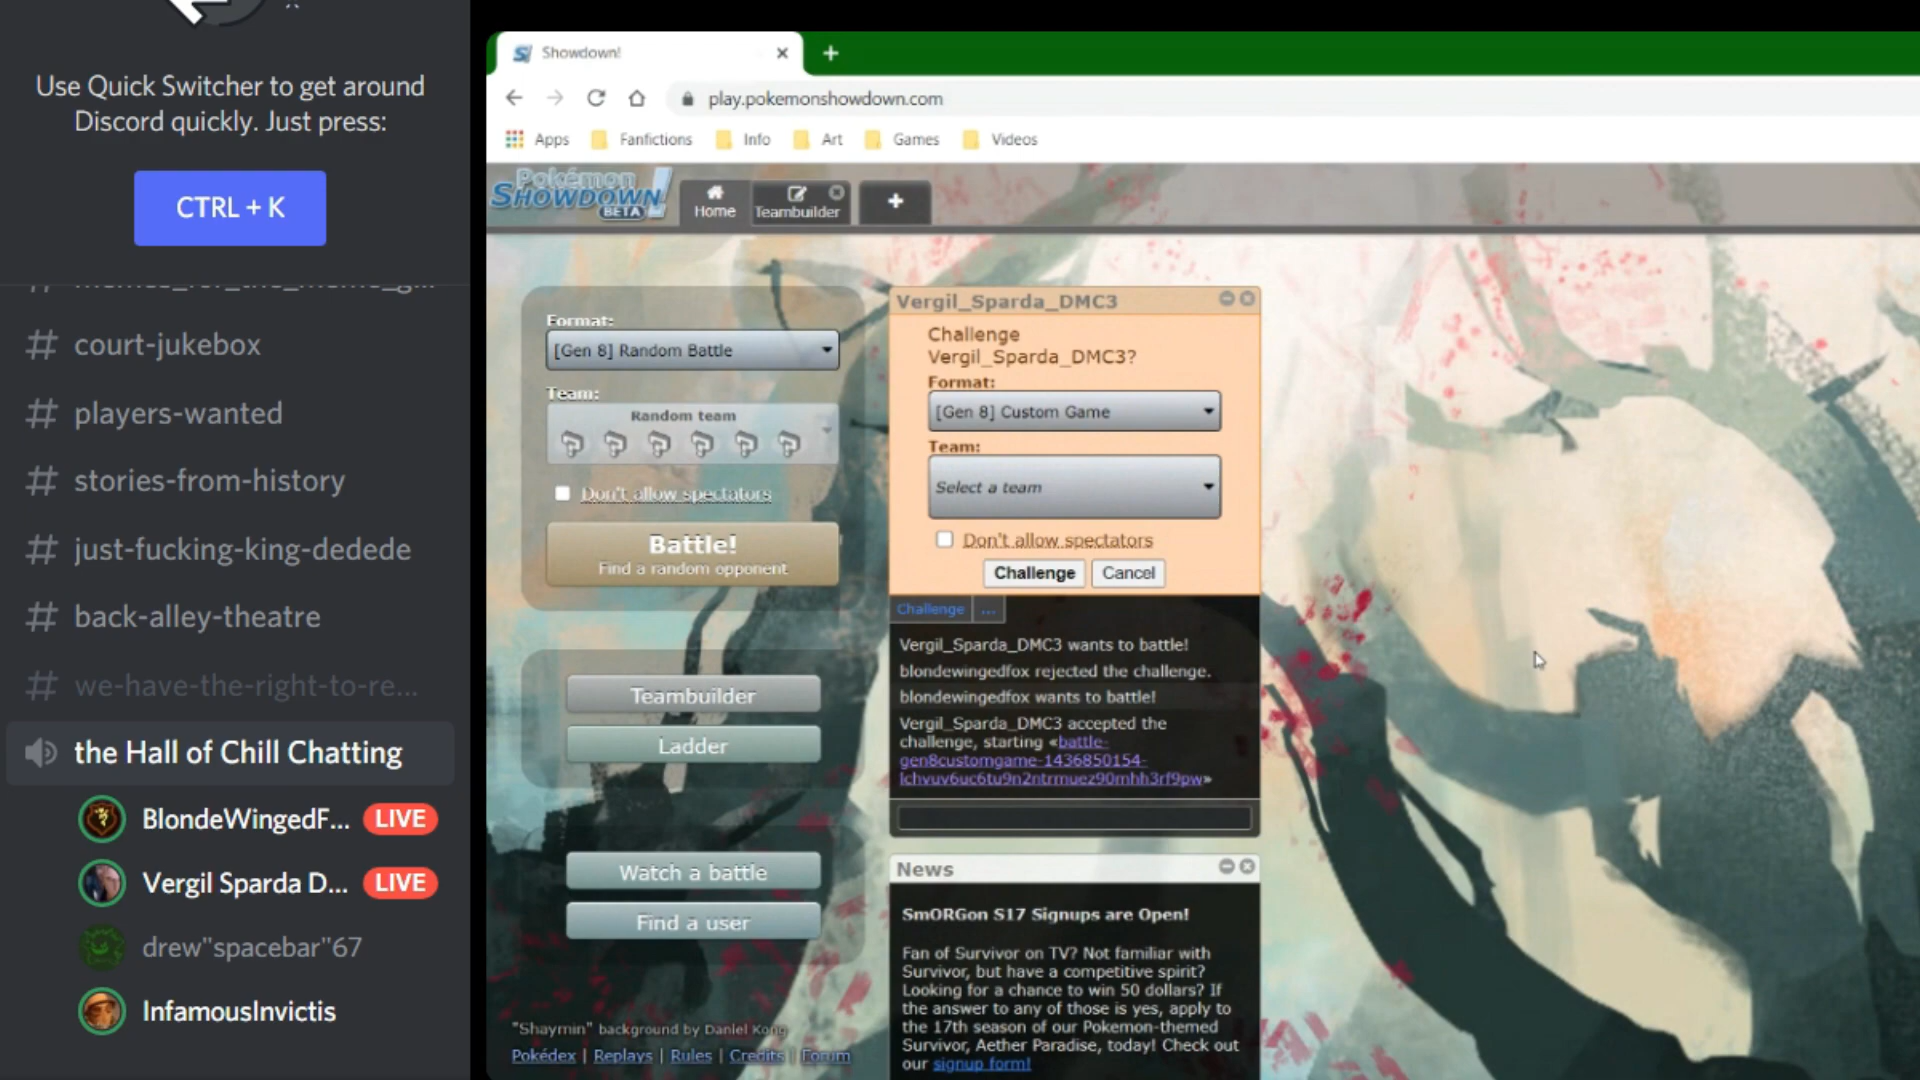 Use Quick Switcher to get around
Discord quickly. Just press:
CTRL + K
# court-jukebox
# players-wanted
# stories-from-history
# just-fucking-king-dedede
# back-alley-theatre
# we-have-the-right-to-re...
the Hall of Chill Chatting
BlondeWingedF... LIVE
Vergil Sparda D... LIVE
drew"spacebar"67
InfamousInvictis
Showdown!
play.pokemonshowdown.com
Apps Fanfictions Info Art Games Videos
Pokémon
SHOWDOWN!
BETA
Home
Teambuilder
Format:
[Gen 8] Random Battle
Team:
Random team
Don't allow spectators
Battle!
Find a random opponent
Teambuilder
Ladder
Watch a battle
Find a user
"Shaymin" background by Daniel Kong
Pokédex | Replays | Rules | Credits | Forum
Vergil_Sparda_DMC3
Challenge
Vergil_Sparda_DMC3?
Format:
[Gen 8] Custom Game
Team:
Select a team
Don't allow spectators
Challenge Cancel
Challenge ...
Vergil_Sparda_DMC3 wants to battle!
blondewingedfox rejected the challenge.
blondewingedfox wants to battle!
Vergil_Sparda_DMC3 accepted the
challenge, starting «battle-
gen8customgame-1436850154-
lchvuv6uc6tu9n2ntrmuez90mhh3rf9pw»
News
SmORGon S17 Signups are Open!
Fan of Survivor on TV? Not familiar with
Survivor, but have a competitive spirit?
Looking for a chance to win 50 dollars? If
the answer to any of those is yes, apply to
the 17th season of our Pokemon-themed
Survivor, Aether Paradise, today! Check out
our signup form!